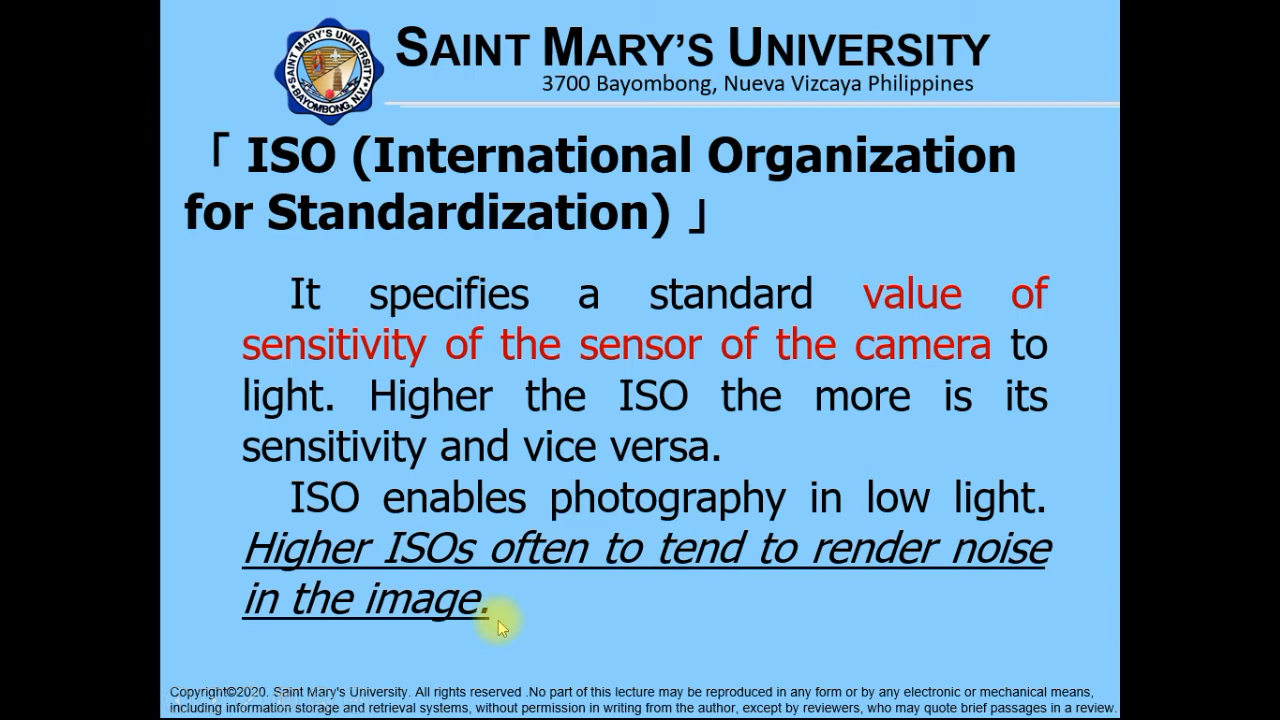 SAINT MARY'S UNIVERSITY
SAINT MARY'S UNIVERSITY
BAYOMBONG, N.V.
3700 Bayombong, Nueva Vizcaya Philippines
「 ISO (International Organization
for Standardization) 」
It specifies a standard value of
sensitivity of the sensor of the camera to
light. Higher the ISO the more is its
sensitivity and vice versa.
ISO enables photography in low light.
Higher ISOs often to tend to render noise
in the image.
Copyright©2020. Saint Mary's University. All rights reserved .No part of this lecture may be reproduced in any form or by any electronic or mechanical means,
including information storage and retrieval systems, without permission in writing from the author, except by reviewers, who may quote brief passages in a review.